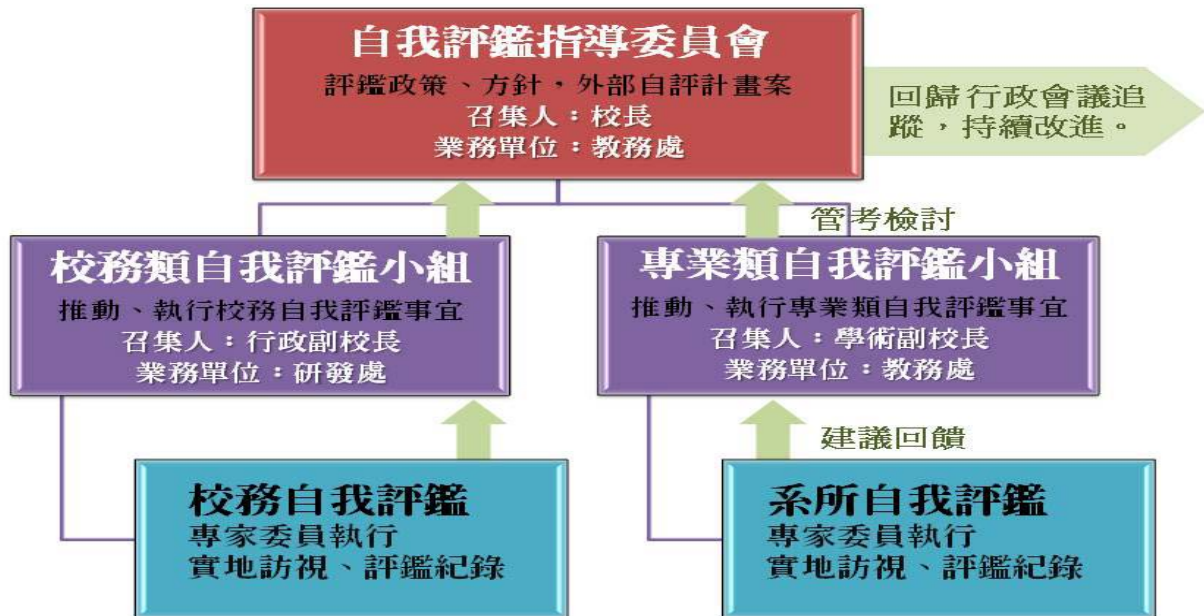 自我評鑑指導委員會
評鑑政策、方針，外部自評計畫案
召集人：校長
業務單位：教務處
回歸行政會議追
蹤，持續改進。
管考檢討
校務類自我評鑑小組
推動、執行校務自我評鑑事宜
召集人：行政副校長
業務單位：研發處
專業類自我評鑑小組
推動、執行專業類自我評鑑事宜
召集人：學術副校長
業務單位：教務處
建議回饋
校務自我評鑑
專家委員執行
實地訪視、評鑑紀錄
系所自我評鑑
專家委員執行
實地訪視、評鑑紀錄